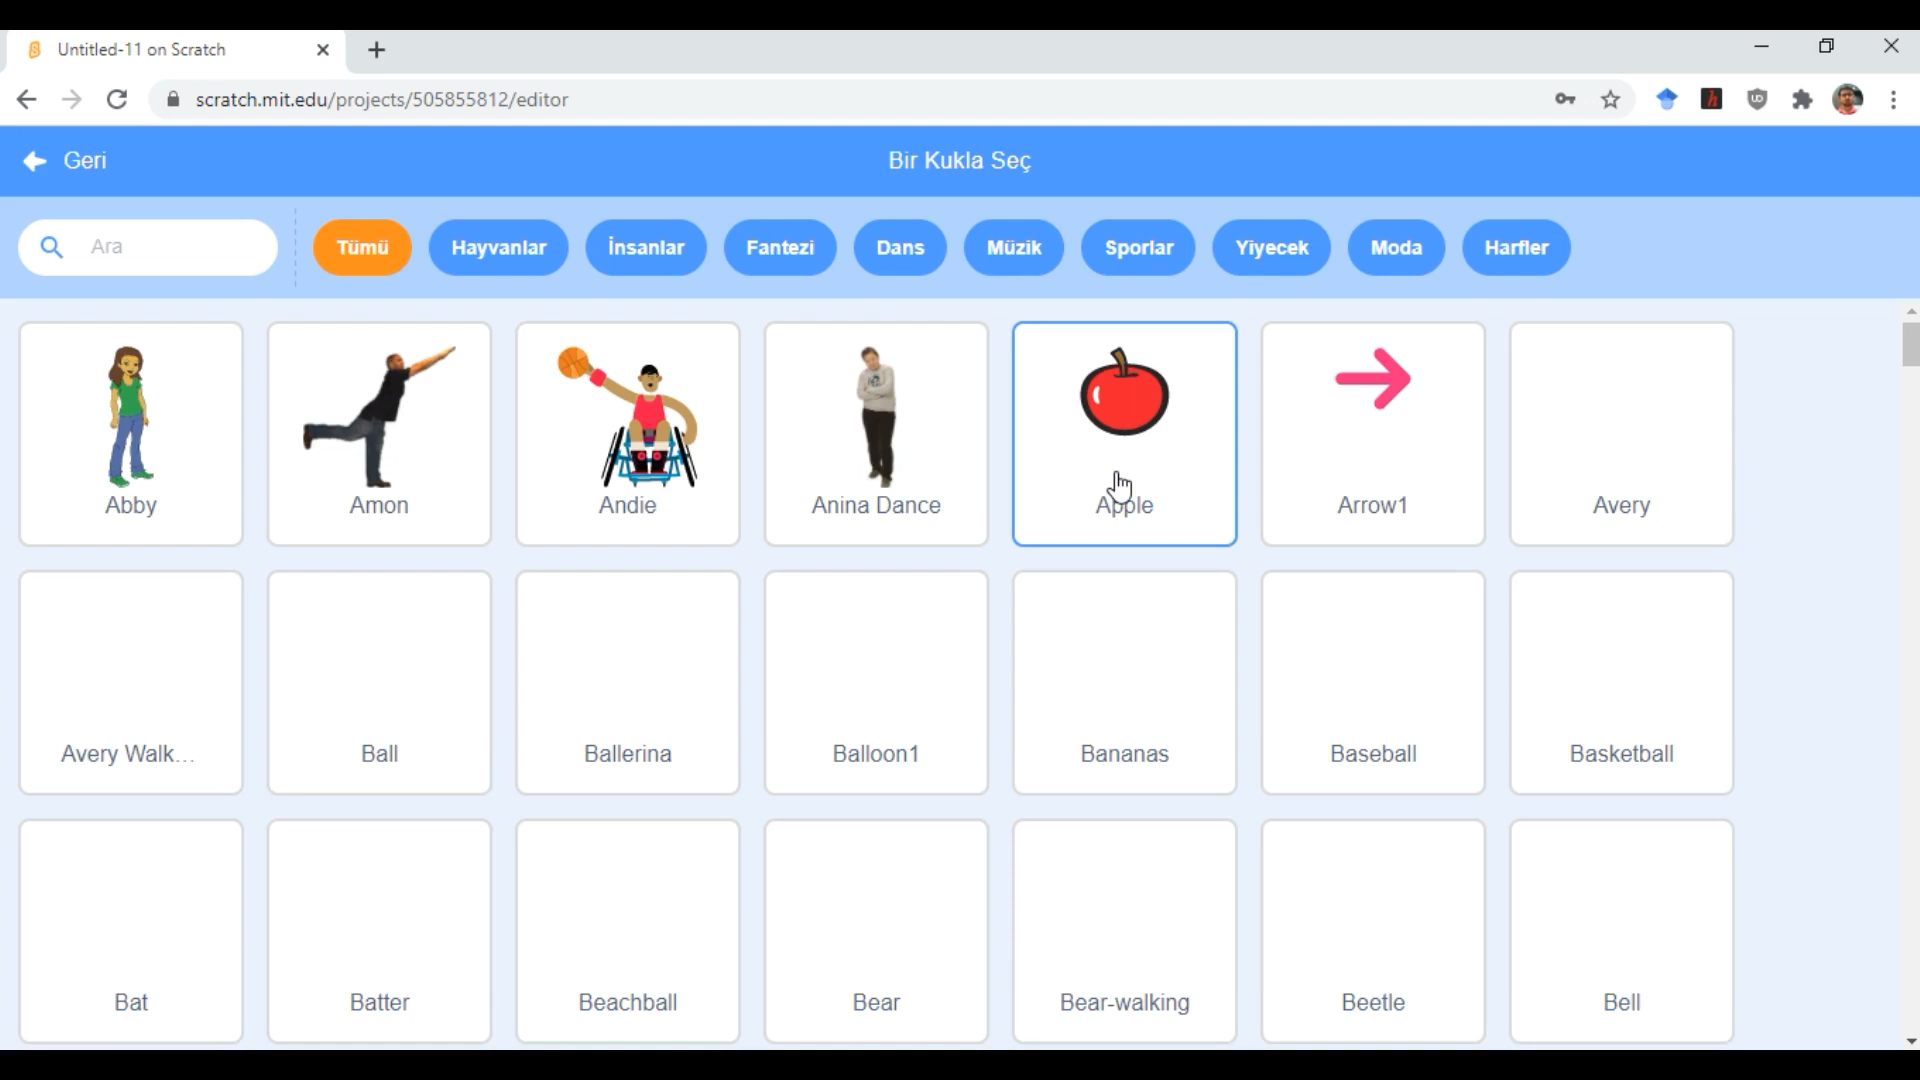 Untitled-11 on Scratch
scratch.mit.edu/projects/505855812/editor
Geri
Bir Kukla Seç
Ara
Tümü Hayvanlar İnsanlar Fantezi Dans Müzik Sporlar Yiyecek Moda Harfler
Abby Amon Andie Anina Dance Apple Arrow1 Avery
Avery Walk... Ball Ballerina Balloon1 Bananas Baseball Basketball
Bat Batter Beachball Bear Bear-walking Beetle Bell